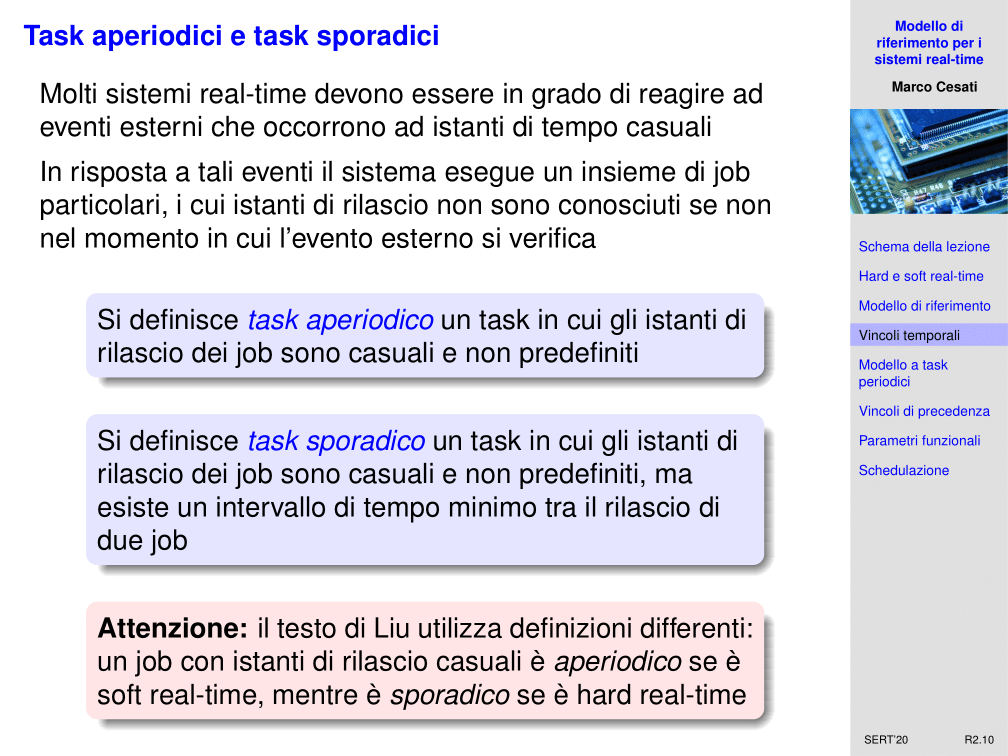 Task aperiodici e task sporadici
Molti sistemi real-time devono essere in grado di reagire ad
eventi esterni che occorrono ad istanti di tempo casuali
In risposta a tali eventi il sistema esegue un insieme di job
particolari, i cui istanti di rilascio non sono conosciuti se non
nel momento in cui l'evento esterno si verifica
Si definisce task aperiodico un task in cui gli istanti di
rilascio dei job sono casuali e non predefiniti
Si definisce task sporadico un task in cui gli istanti di
rilascio dei job sono casuali e non predefiniti, ma
esiste un intervallo di tempo minimo tra il rilascio di
due job
Attenzione: il testo di Liu utilizza definizioni differenti:
un job con istanti di rilascio casuali è aperiodico se è
soft real-time, mentre è sporadico se è hard real-time
Modello di
riferimento per i
sistemi real-time
Marco Cesati
R47 R48
Schema della lezione
Hard e soft real-time
Modello di riferimento
Vincoli temporali
Modello a task
periodici
Vincoli di precedenza
Parametri funzionali
Schedulazione
SERT'20 R2.10